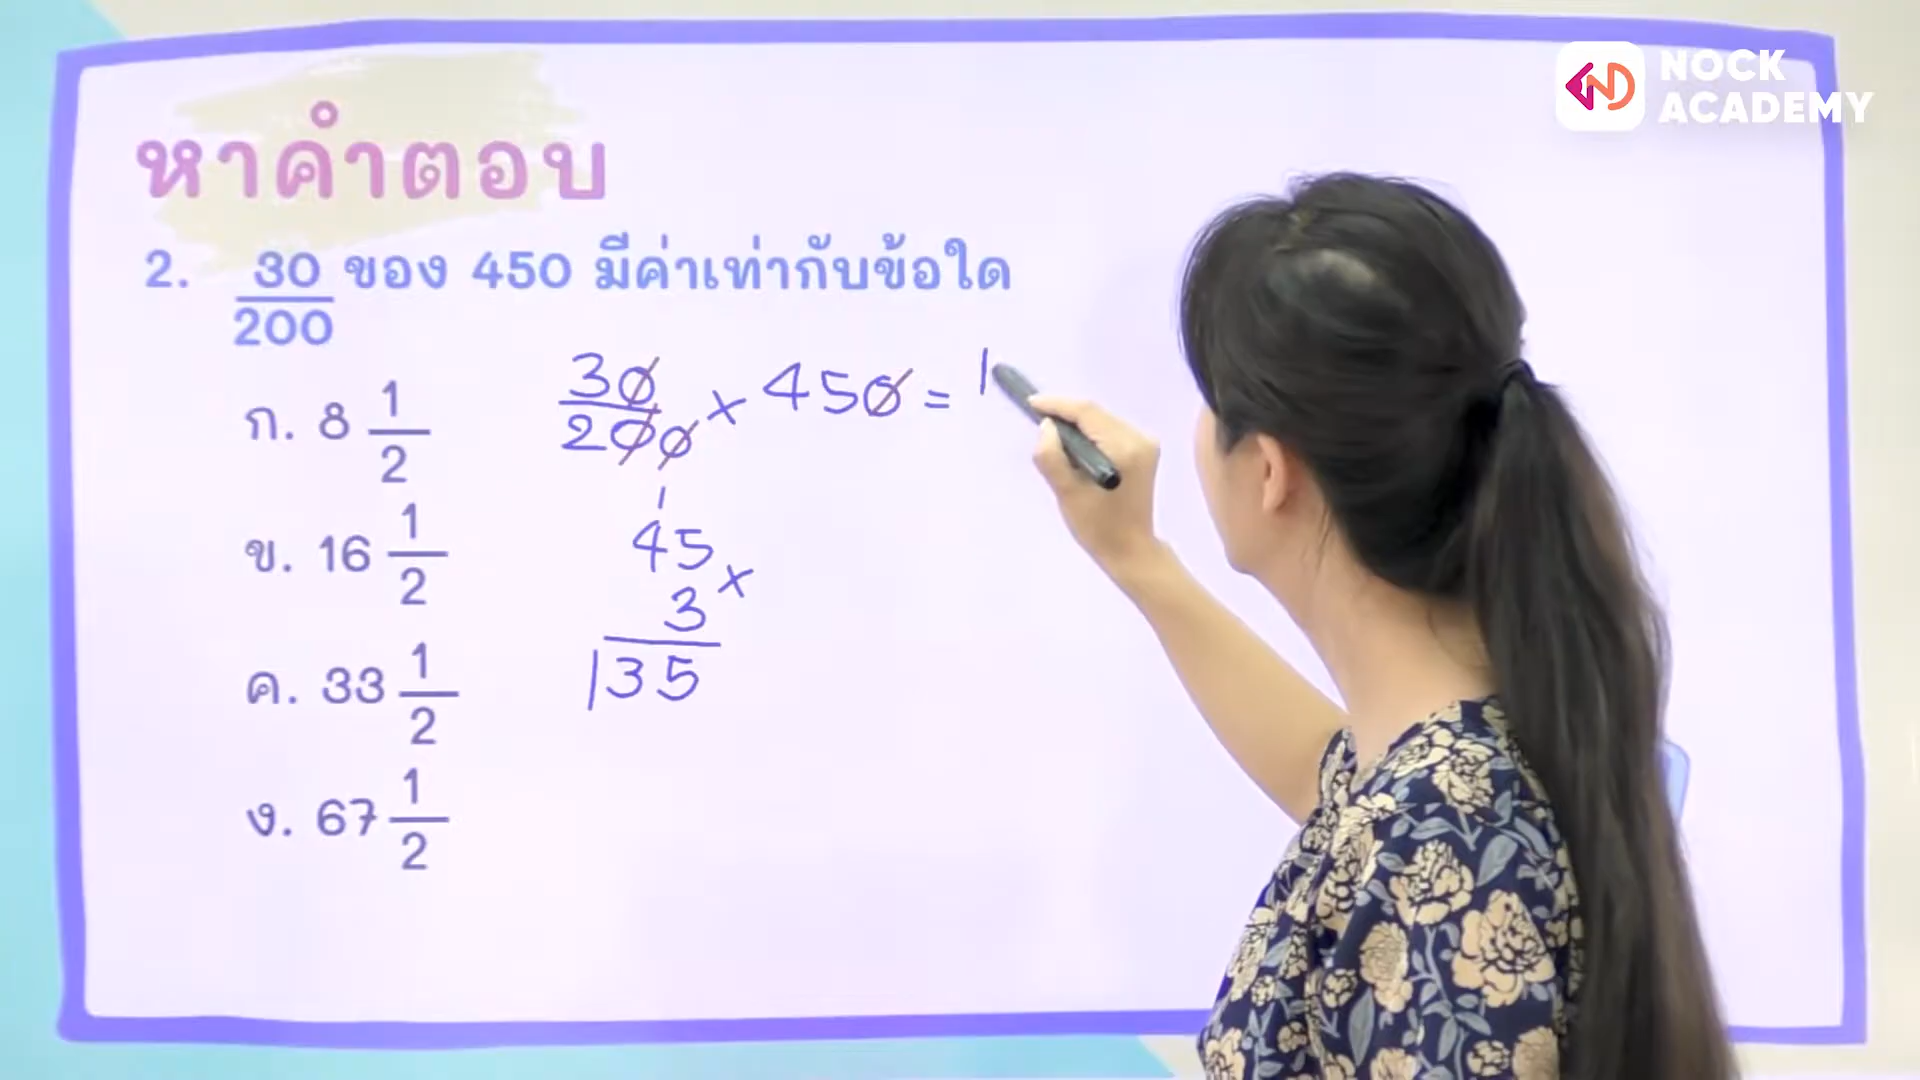 NOCK
ACADEMY
หาคำตอบ
2. 30/200 ของ 450 มีค่าเท่ากับข้อใด
ก. 8 1/2
ข. 16 1/2
ค. 33 1/2
ง. 67 1/2
30/200 × 450 = 1
1
45
×
3
135